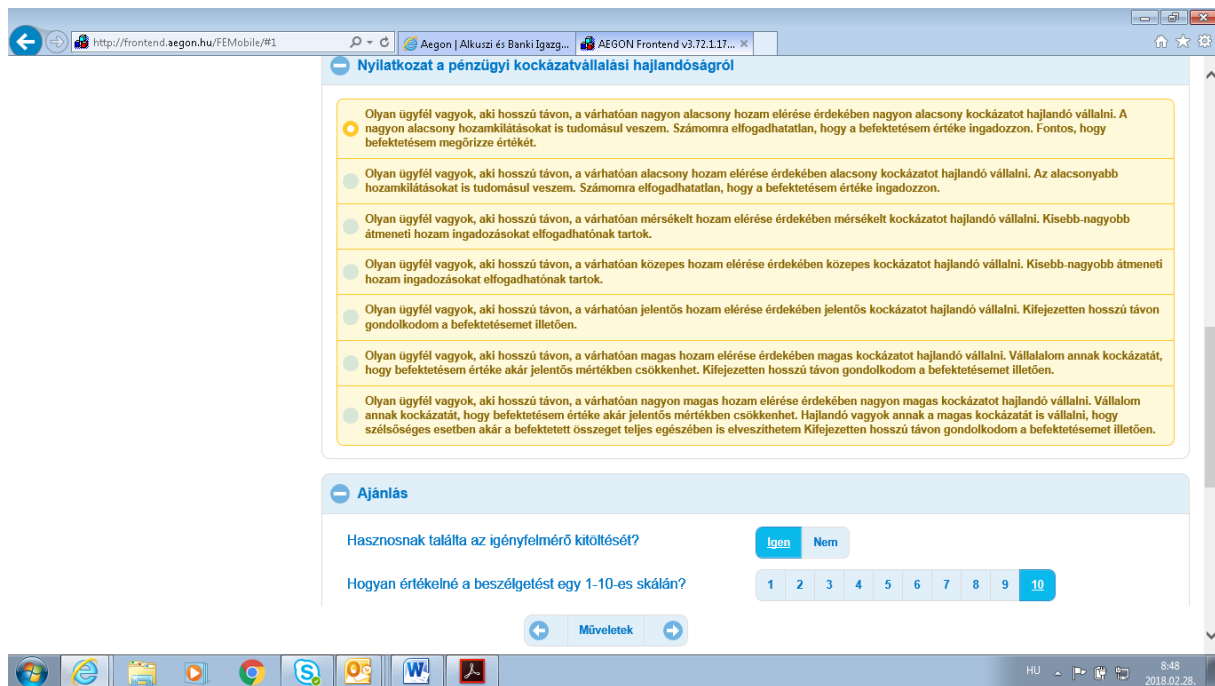 http://frontend.aegon.hu/FEMobile/#1
Aegon | Alkuszi és Banki Igazg...
AEGON Frontend v3.72.1.17...
Nyilatkozat a pénzügyi kockázatvállalási hajlandóságról
Olyan ügyfél vagyok, aki hosszú távon, a várhatóan nagyon alacsony hozam elérése érdekében nagyon alacsony kockázatot hajlandó vállalni. A
nagyon alacsony hozamkilátásokat is tudomásul veszem. Számomra elfogadhatatlan, hogy a befektetésem értéke ingadozzon. Fontos, hogy
befektetésem megőrizze értékét.
Olyan ügyfél vagyok, aki hosszú távon, a várhatóan alacsony hozam elérése érdekében alacsony kockázatot hajlandó vállalni. Az alacsonyabb
hozamkilátásokat is tudomásul veszem. Számomra elfogadhatatlan, hogy a befektetésem értéke ingadozzon.
Olyan ügyfél vagyok, aki hosszú távon, a várhatóan mérsékelt hozam elérése érdekében mérsékelt kockázatot hajlandó vállalni. Kisebb-nagyobb
átmeneti hozam ingadozásokat elfogadhatónak tartok.
Olyan ügyfél vagyok, aki hosszú távon, a várhatóan közepes hozam elérése érdekében közepes kockázatot hajlandó vállalni. Kisebb-nagyobb átmeneti
hozam ingadozásokat elfogadhatónak tartok.
Olyan ügyfél vagyok, aki hosszú távon, a várhatóan jelentős hozam elérése érdekében jelentős kockázatot hajlandó vállalni. Kifejezetten hosszú távon
gondolkodom a befektetésemet illetően.
Olyan ügyfél vagyok, aki hosszú távon, a várhatóan magas hozam elérése érdekében magas kockázatot hajlandó vállalni. Vállalalom annak kockázatát,
hogy befektetésem értéke akár jelentős mértékben csökkenhet. Kifejezetten hosszú távon gondolkodom a befektetésemet illetően.
Olyan ügyfél vagyok, aki hosszú távon, a várhatóan nagyon magas hozam elérése érdekében nagyon magas kockázatot hajlandó vállalni. Vállalom
annak kockázatát, hogy befektetésem értéke akár jelentős mértékben csökkenhet. Hajlandó vagyok annak a magas kockázatát is vállalni, hogy
szélsőséges esetben akár a befektetett összeget teljes egészében is elveszíthetem Kifejezetten hosszú távon gondolkodom a befektetésemet illetően.
Ajánlás
Hasznosnak találta az igényfelmérő kitöltését?
Igen Nem
Hogyan értékelné a beszélgetést egy 1-10-es skálán?
1 2 3 4 5 6 7 8 9 10
Műveletek
HU
8:48
2018.02.28.